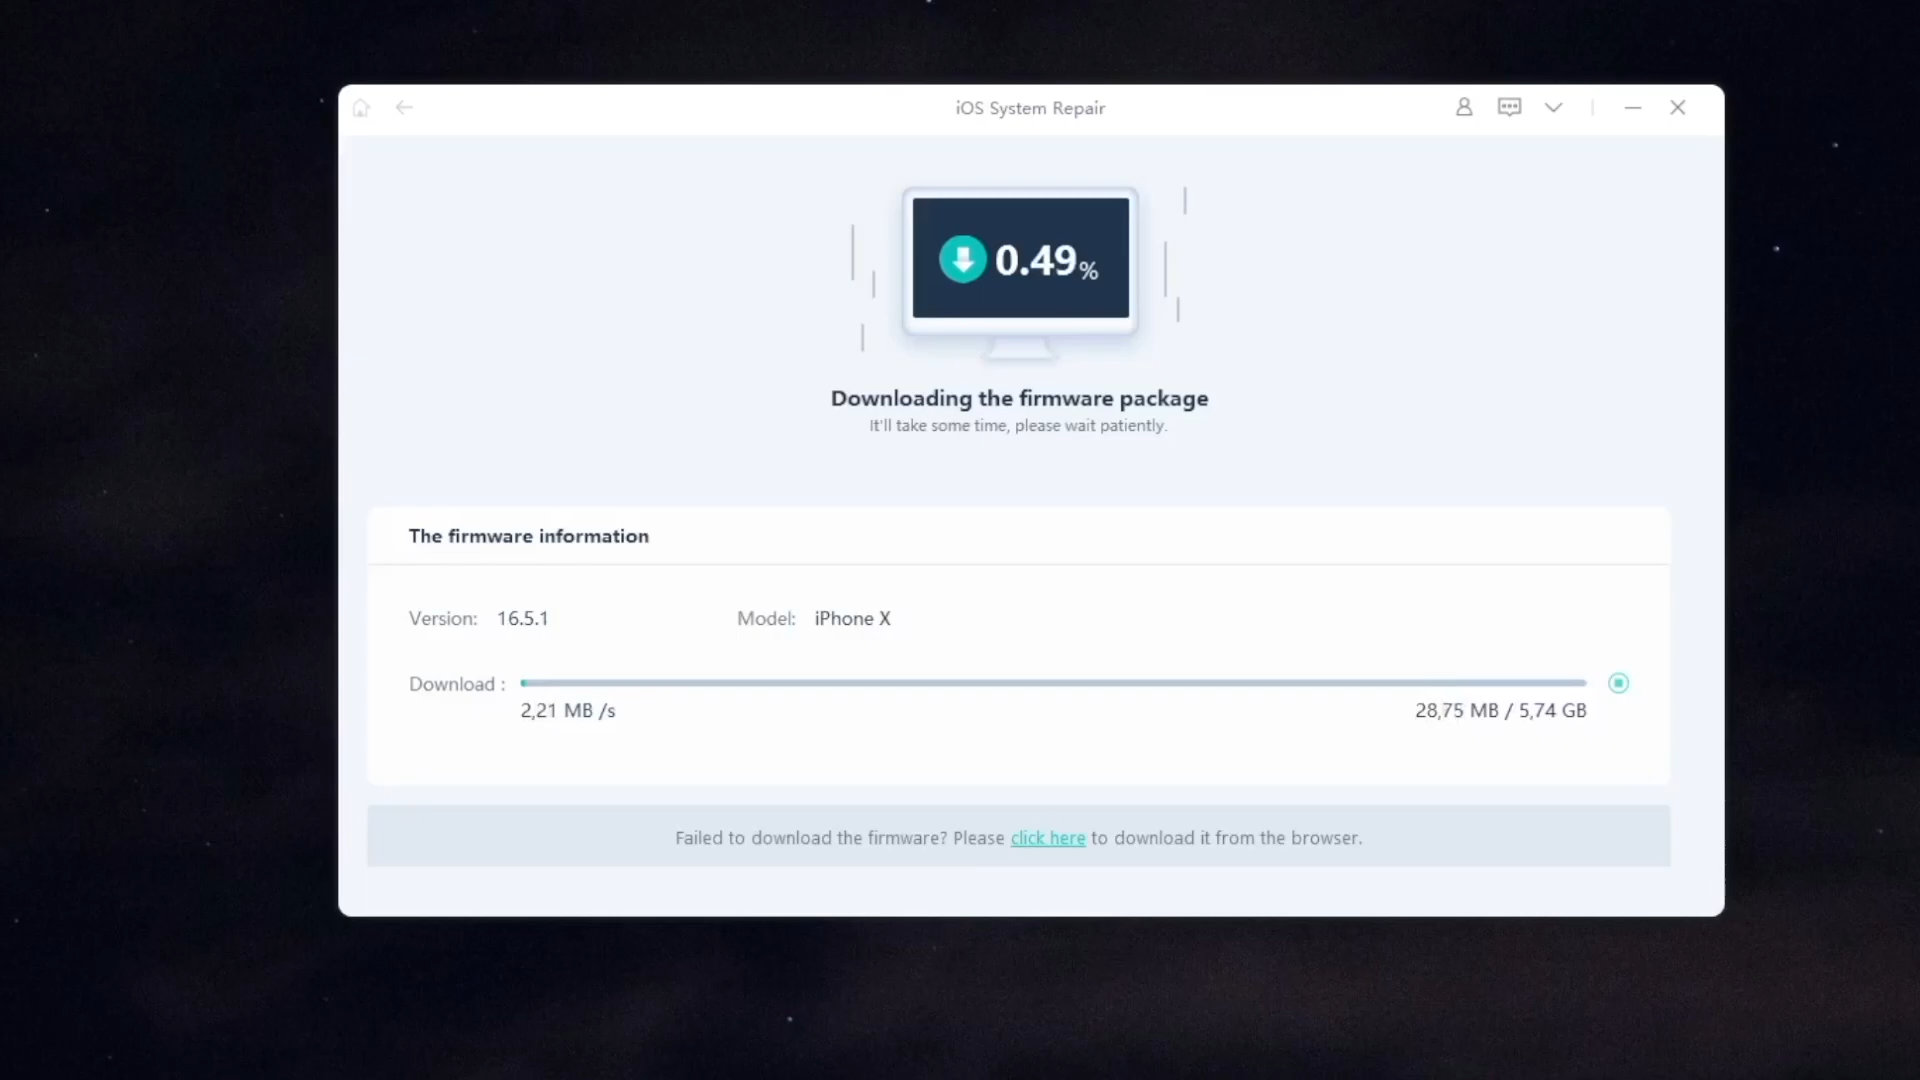 iOS System Repair
0.49%
Downloading the firmware package
It'll take some time, please wait patiently.
The firmware information
Version: 16.5.1 Model: iPhone X
Download :
2,21 MB /s 28,75 MB / 5,74 GB
Failed to download the firmware? Please click here to download it from the browser.